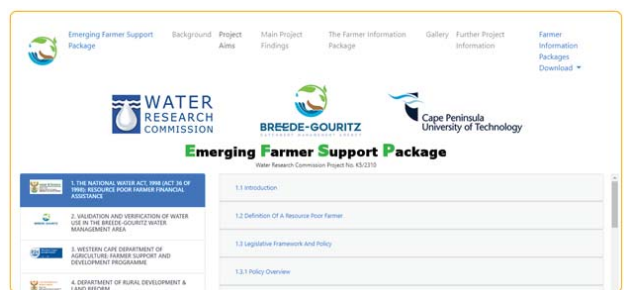 Emerging Farmer Support Package
Background
Project Aims
Main Project Findings
The Farmer Information Package
Gallery
Further Project Information
Farmer Information Packages Download
WATER
RESEARCH
COMMISSION
BREEDE-GOURITZ
Cape Peninsula
University of Technology
Emerging Farmer Support Package
Water Research Commission Project No. K5/2310
1. THE NATIONAL WATER ACT, 1998 (ACT 36 OF
1998): RESOURCE POOR FARMER FINANCIAL
ASSISTANCE
1.1 Introduction
2. VALIDATION AND VERIFICATION OF WATER
USE IN THE BREEDE-GOURITZ WATER
MANAGEMENT AREA
1.2 Definition Of A Resource Poor Farmer
3. WESTERN CAPE DEPARTMENT OF
AGRICULTURE: FARMER SUPPORT AND
DEVELOPMENT PROGRAMME
1.3 Legislative Framework And Policy
4. DEPARTMENT OF RURAL DEVELOPMENT &
LAND REFORM
1.3.1 Policy Overview